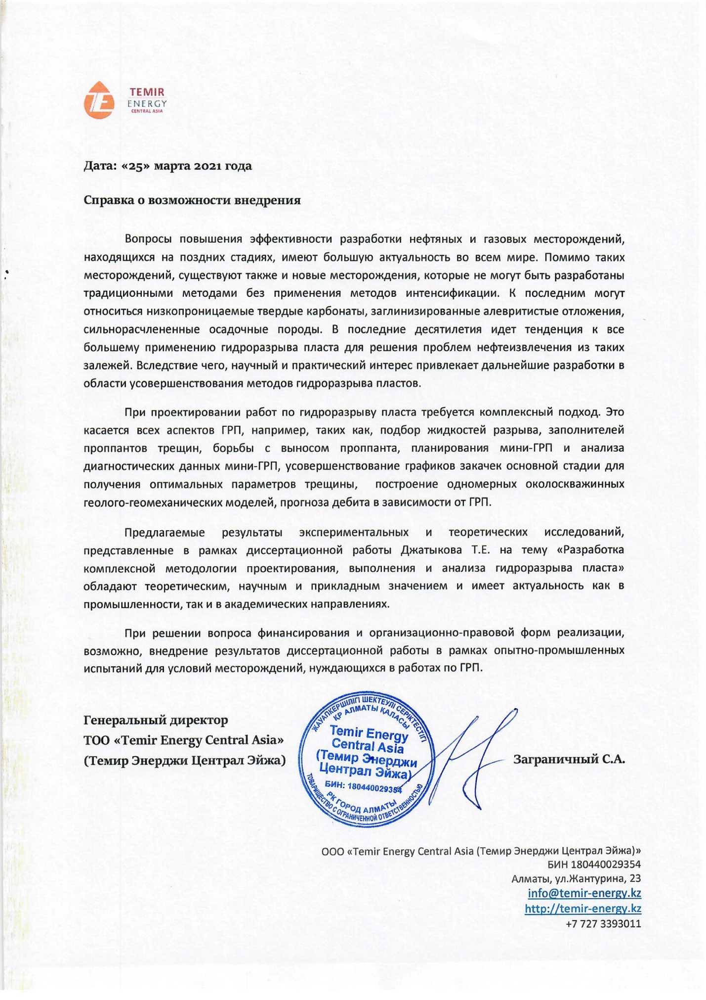 TEMIR
ENERGY
CENTRAL ASIA
Дата: «25» марта 2021 года
Справка о возможности внедрения
Вопросы повышения эффективности разработки нефтяных и газовых месторождений,
находящихся на поздних стадиях, имеют большую актуальность во всем мире. Помимо таких
месторождений, существуют также и новые месторождения, которые не могут быть разработаны
традиционными методами без применения методов интенсификации. К последним могут
относиться низкопроницаемые твердые карбонаты, заглинизированные алевритистые отложения,
сильнорасчлененные осадочные породы. В последние десятилетия идет тенденция к все
большему применению гидроразрыва пласта для решения проблем нефтеизвлечения из таких
залежей. Вследствие чего, научный и практический интерес привлекает дальнейшие разработки в
области усовершенствования методов гидроразрыва пластов.
При проектировании работ по гидроразрыву пласта требуется комплексный подход. Это
касается всех аспектов ГРП, например, таких как, подбор жидкостей разрыва, заполнителей
проппантов трещин, борьбы с выносом проппанта, планирования мини-ГРП и анализа
диагностических данных мини-ГРП, усовершенствование графиков закачек основной стадии для
получения оптимальных параметров трещины, построение одномерных околоскважинных
геолого-геомеханических моделей, прогноза дебита в зависимости от ГРП.
Предлагаемые результаты экспериментальных и теоретических исследований,
представленные в рамках диссертационной работы Джатыкова Т.Е. на тему «Разработка
комплексной методологии проектирования, выполнения и анализа гидроразрыва пласта»
обладают теоретическим, научным и прикладным значением и имеет актуальность как в
промышленности, так и в академических направлениях.
При решении вопроса финансирования и организационно-правовой форм реализации,
возможно, внедрение результатов диссертационной работы в рамках опытно-промышленных
испытаний для условий месторождений, нуждающихся в работах по ГРП.
Генеральный директор
ТОО «Temir Energy Central Asia»
(Темир Энерджи Централ Эйжа)
ЖАУАПКЕРШІЛІГІ ШЕКТЕУЛІ СЕРІКТЕСТІГІ
ҚР АЛМАТЫ ҚАЛАСЫ
Temir Energy
Central Asia
(Темир Энерджи
Централ Эйжа)
БИН: 180440029354
РК ГОРОД АЛМАТЫ
ТОВАРИЩЕСТВО С ОГРАНИЧЕННОЙ ОТВЕТСТВЕННОСТЬЮ
Заграничный С.А.
ООО «Temir Energy Central Asia (Темир Энерджи Централ Эйжа)»
БИН 180440029354
Алматы, ул.Жантурина, 23
info@temir-energy.kz
http://temir-energy.kz
+7 727 3393011